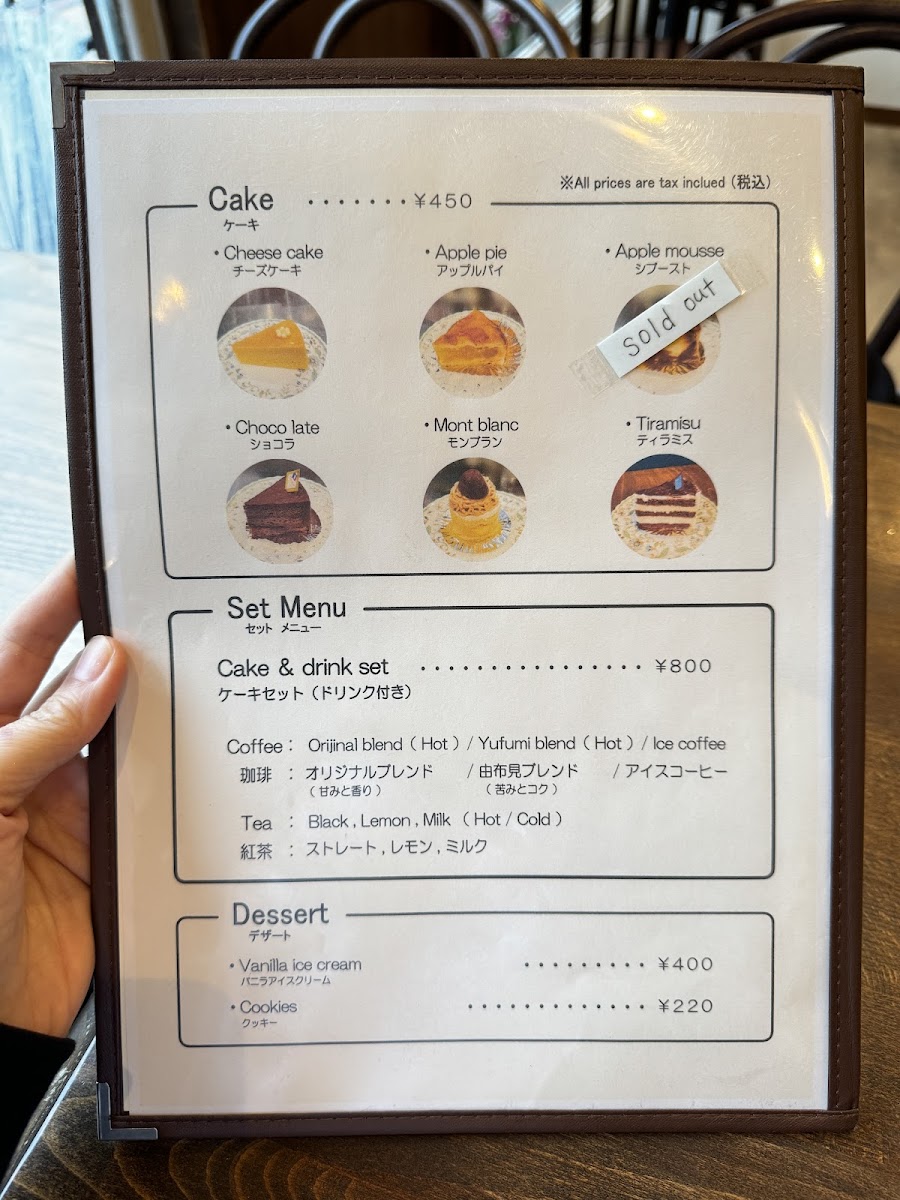 ※All prices are tax inclued (税込)
Cake ・・・・・・・¥450
ケーキ
・Cheese cake ・Apple pie ・Apple mousse
チーズケーキ アップルパイ シブースト
Sold out
・Choco late ・Mont blanc ・Tiramisu
ショコラ モンブラン ティラミス
Set Menu
セット メニュー
Cake & drink set ・・・・・・・・・・・・・・・・ ¥800
ケーキセット（ドリンク付き）
Coffee : Orijinal blend ( Hot ) / Yufumi blend ( Hot ) / Ice coffee
珈琲 : オリジナルブレンド / 由布見ブレンド / アイスコーヒー
（甘みと香り） （苦みとコク）
Tea : Black , Lemon , Milk ( Hot / Cold )
紅茶 : ストレート , レモン , ミルク
Dessert
デザート
・Vanilla ice cream ・・・・・・・・・ ¥400
バニラアイスクリーム
・Cookies ・・・・・・・・・・・・・ ¥220
クッキー